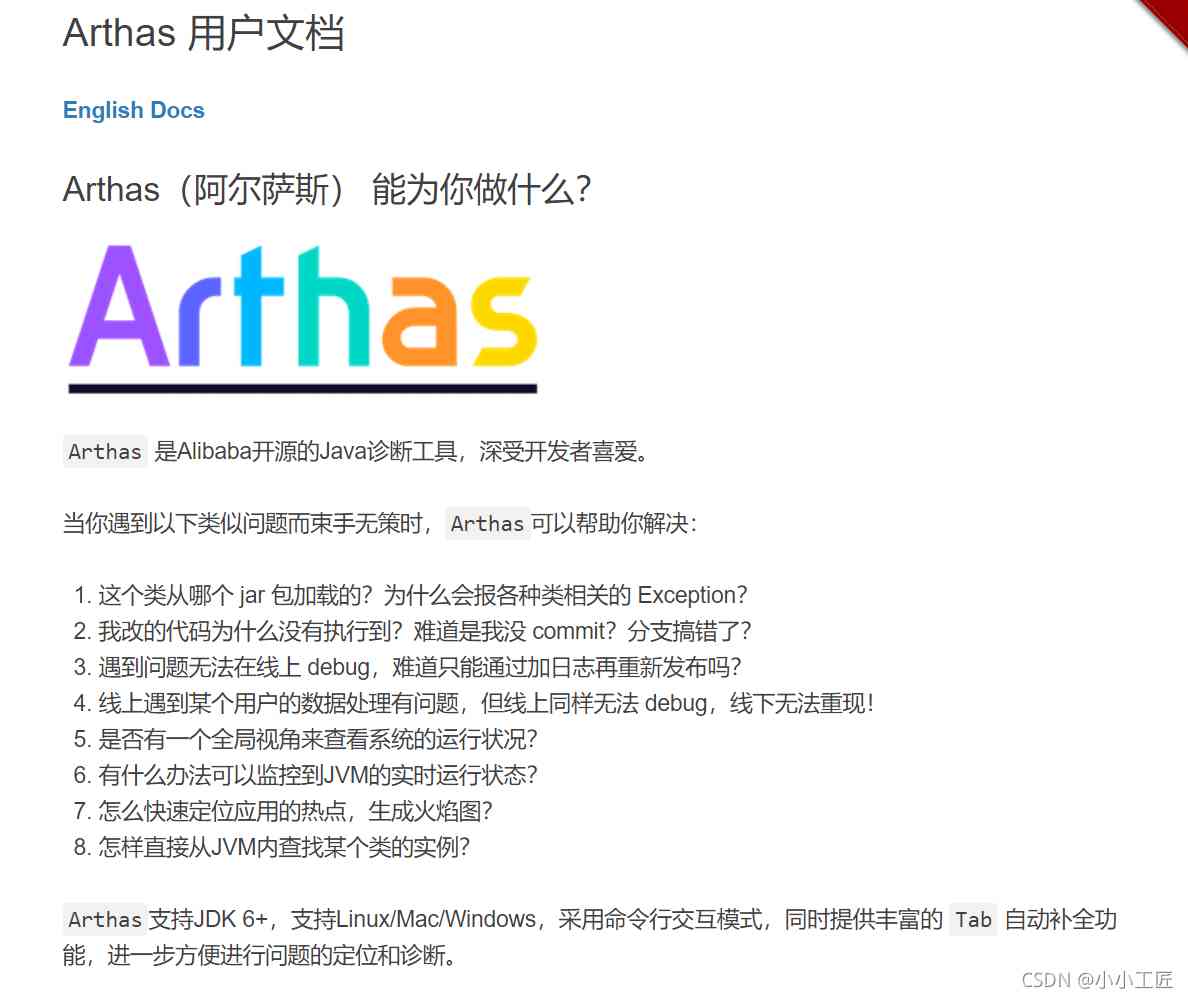 Arthas 用户文档
English Docs
Arthas（阿尔萨斯） 能为你做什么？
Arthas
Arthas 是Alibaba开源的Java诊断工具，深受开发者喜爱。
当你遇到以下类似问题而束手无策时，Arthas可以帮助你解决：
1. 这个类从哪个 jar 包加载的？为什么会报各种类相关的 Exception？
2. 我改的代码为什么没有执行到？难道是我没 commit？分支搞错了？
3. 遇到问题无法在线上 debug，难道只能通过加日志再重新发布吗？
4. 线上遇到某个用户的数据处理有问题，但线上同样无法 debug，线下无法重现！
5. 是否有一个全局视角来查看系统的运行状况？
6. 有什么办法可以监控到JVM的实时运行状态？
7. 怎么快速定位应用的热点，生成火焰图？
8. 怎样直接从JVM内查找某个类的实例？
Arthas支持JDK 6+，支持Linux/Mac/Windows，采用命令行交互模式，同时提供丰富的 Tab 自动补全功
能，进一步方便进行问题的定位和诊断。
CSDN @小小工匠